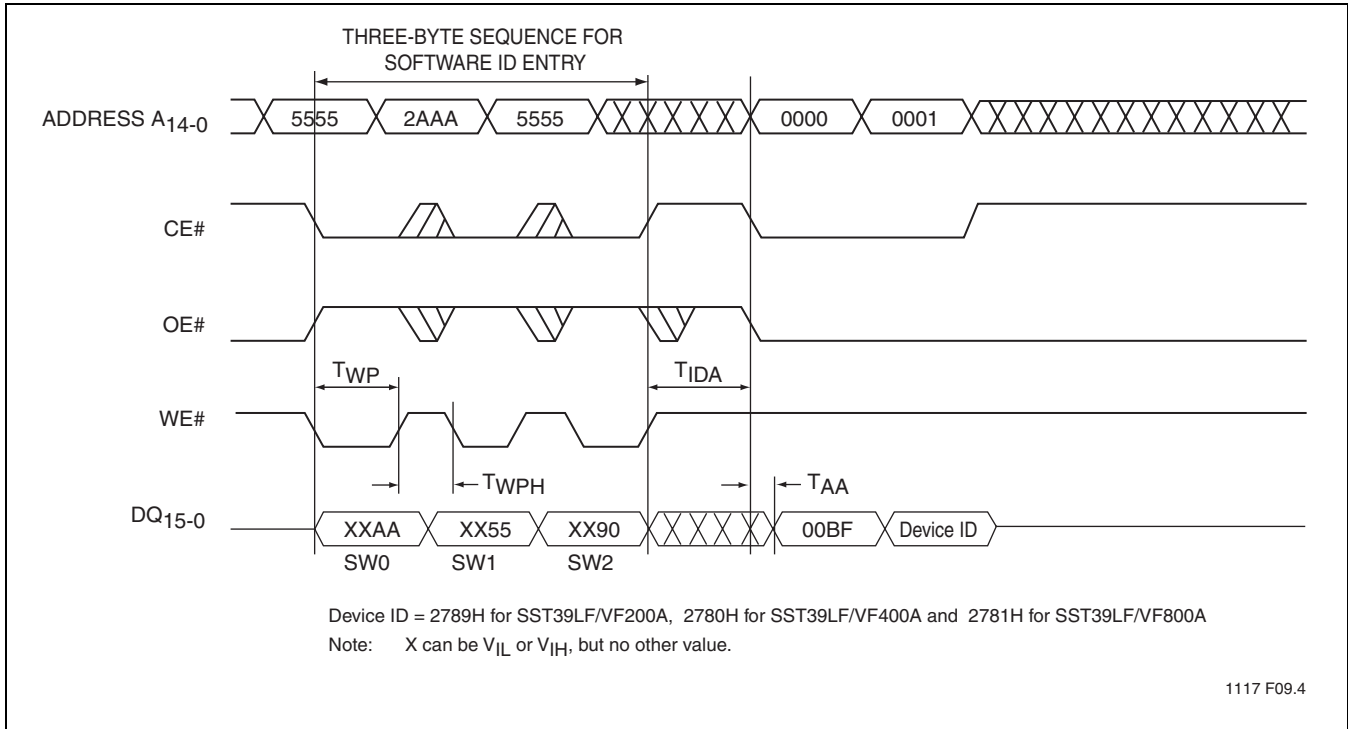 THREE-BYTE SEQUENCE FOR
SOFTWARE ID ENTRY
ADDRESS A14-0
5555
2AAA
5555
0000
0001
CE#
OE#
TWP
TIDA
WE#
TWPH
TAA
DQ15-0
XXAA
XX55
XX90
00BF
Device ID
SW0
SW1
SW2
Device ID = 2789H for SST39LF/VF200A, 2780H for SST39LF/VF400A and 2781H for SST39LF/VF800A
Note: X can be VIL or VIH, but no other value.
1117 F09.4